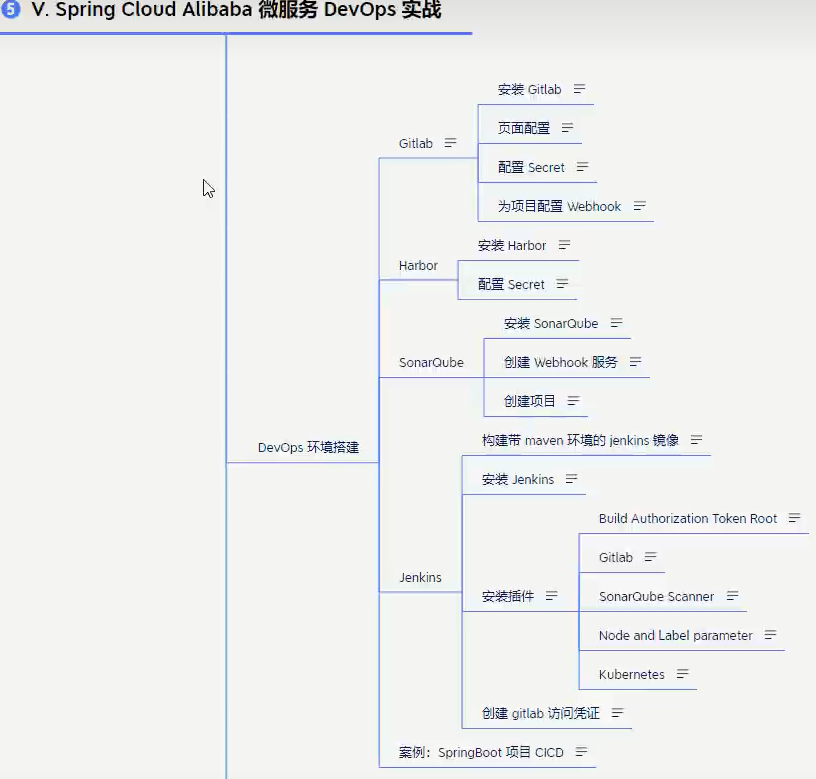 5 V. Spring Cloud Alibaba 微服务 DevOps 实战
DevOps 环境搭建
Gitlab
安装 Gitlab
页面配置
配置 Secret
为项目配置 Webhook
Harbor
安装 Harbor
配置 Secret
SonarQube
安装 SonarQube
创建 Webhook 服务
创建项目
Jenkins
构建带 maven 环境的 jenkins 镜像
安装 Jenkins
安装插件
Build Authorization Token Root
Gitlab
SonarQube Scanner
Node and Label parameter
Kubernetes
创建 gitlab 访问凭证
案例：SpringBoot 项目 CICD